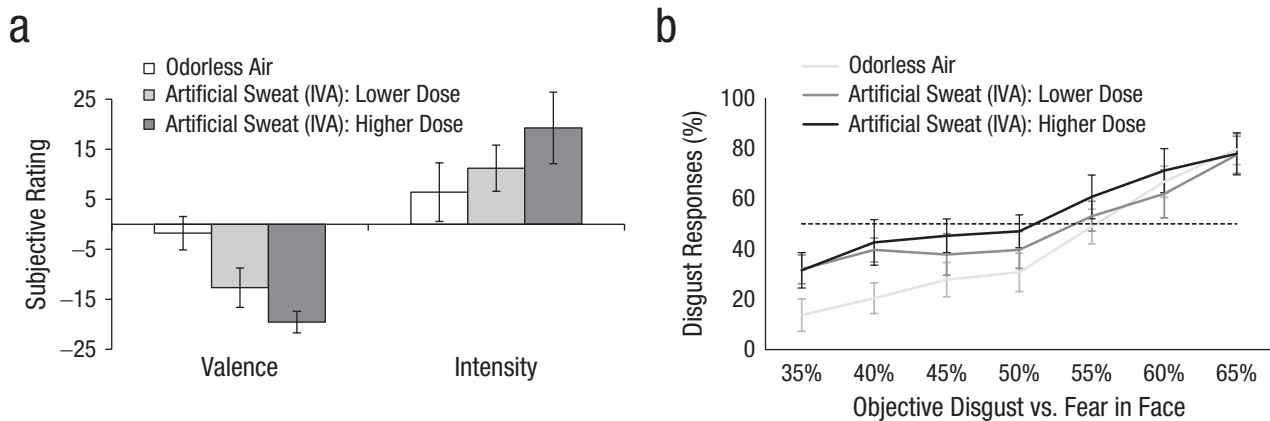 a
Odorless Air
Artificial Sweat (IVA): Lower Dose
Artificial Sweat (IVA): Higher Dose
Subjective Rating
25
15
5
−5
−15
−25
Valence
Intensity
b
Odorless Air
Artificial Sweat (IVA): Lower Dose
Artificial Sweat (IVA): Higher Dose
Disgust Responses (%)
100
80
60
40
20
0
35% 40% 45% 50% 55% 60% 65%
Objective Disgust vs. Fear in Face